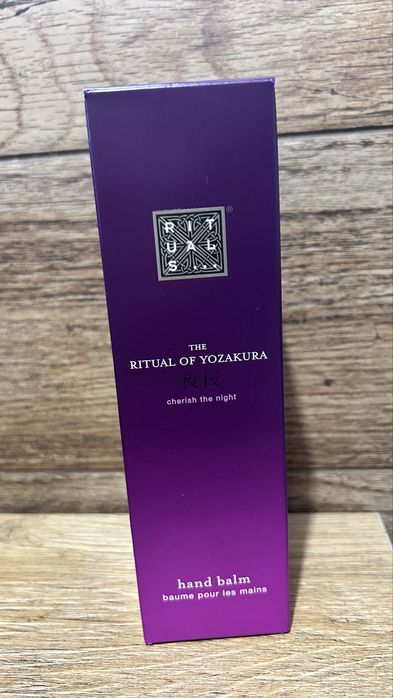 RIT
UAL
S...
®
THE
RITUAL OF YOZAKURA
夜桜
cherish the night
hand balm
baume pour les mains